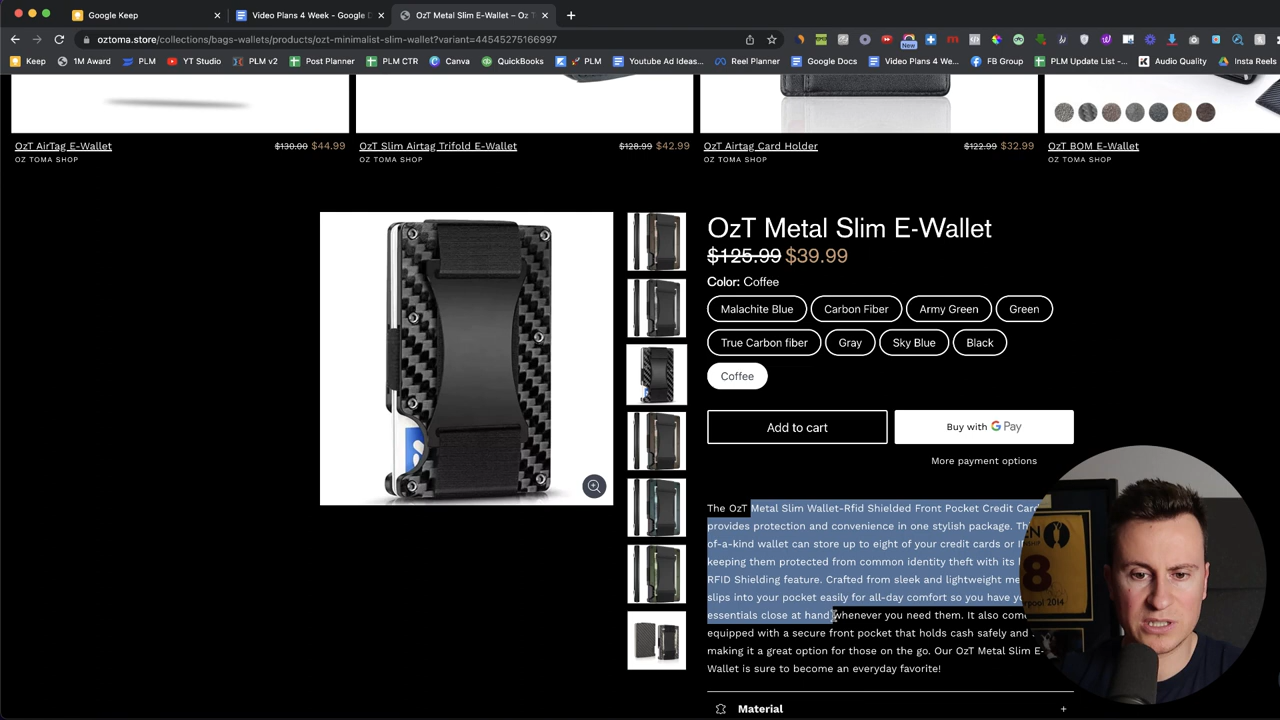 Google Keep
Video Plans 4 Week - Google D
OzT Metal Slim E-Wallet – Oz T
oztoma.store/collections/bags-wallets/products/ozt-minimalist-slim-wallet?variant=44545275166997
New
Keep
1M Award
PLM
YT Studio
PLM v2
Post Planner
PLM CTR
Canva
QuickBooks
PLM
Youtube Ad Ideas...
Reel Planner
Google Docs
Video Plans 4 We...
FB Group
PLM Update List -...
Audio Quality
Insta Reels
OzT AirTag E-Wallet
$130.00 $44.99
OZ TOMA SHOP
OzT Slim Airtag Trifold E-Wallet
$128.99 $42.99
OZ TOMA SHOP
OzT Airtag Card Holder
$122.99 $32.99
OZ TOMA SHOP
OzT BOM E-Wallet
OZ TOMA SHOP
OzT Metal Slim E-Wallet
$125.99 $39.99
Color: Coffee
Malachite Blue
Carbon Fiber
Army Green
Green
True Carbon fiber
Gray
Sky Blue
Black
Coffee
Add to cart
Buy with G Pay
More payment options
The OzT Metal Slim Wallet-Rfid Shielded Front Pocket Credit Card
provides protection and convenience in one stylish package. Th
of-a-kind wallet can store up to eight of your credit cards or I
keeping them protected from common identity theft with its
RFID Shielding feature. Crafted from sleek and lightweight me
slips into your pocket easily for all-day comfort so you have yo
essentials close at hand whenever you need them. It also com
equipped with a secure front pocket that holds cash safely and
making it a great option for those on the go. Our OzT Metal Slim E-
Wallet is sure to become an everyday favorite!
Material
EN
8
rpool 2014